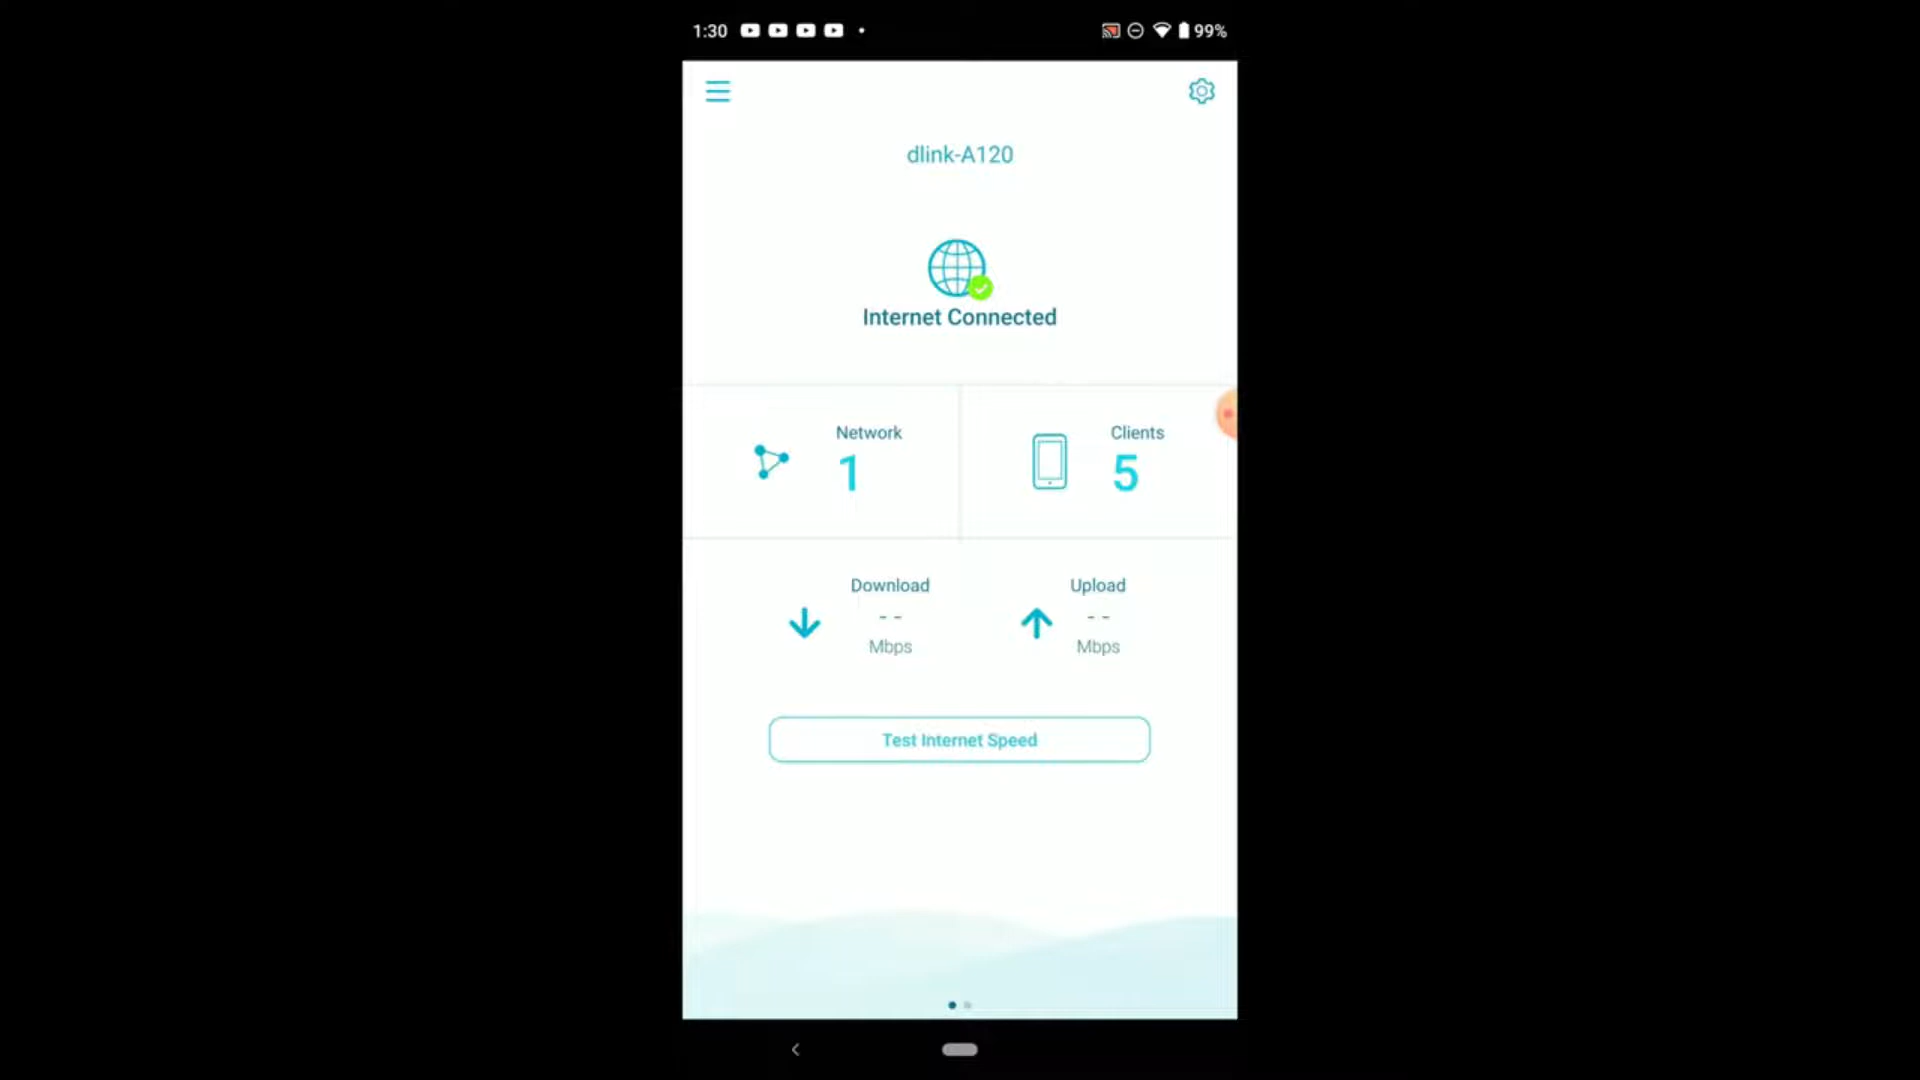 1:30
99%
dlink-A120
Internet Connected
Network
1
Clients
5
Download
- -
Mbps
Upload
- -
Mbps
Test Internet Speed